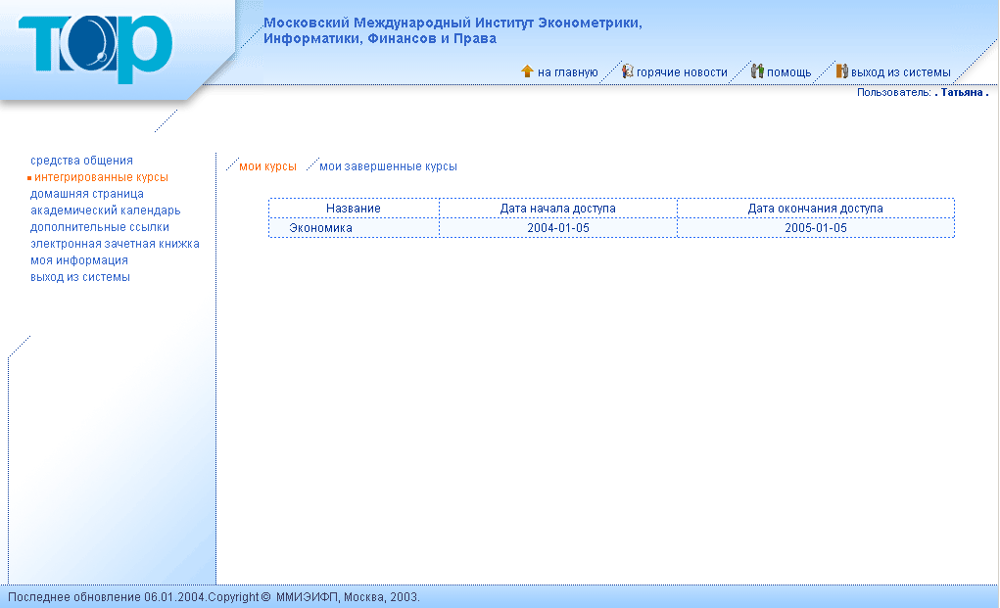 TOP
Московский Международный Институт Эконометрики,
Информатики, Финансов и Права
на главную горячие новости помощь выход из системы
Пользователь: . Татьяна .
средства общения
интегрированные курсы
домашняя страница
академический календарь
дополнительные ссылки
электронная зачетная книжка
моя информация
выход из системы
мои курсы мои завершенные курсы
Название Дата начала доступа Дата окончания доступа
Экономика 2004-01-05 2005-01-05
Последнее обновление 06.01.2004.Copyright © ММИЭИФП, Москва, 2003.